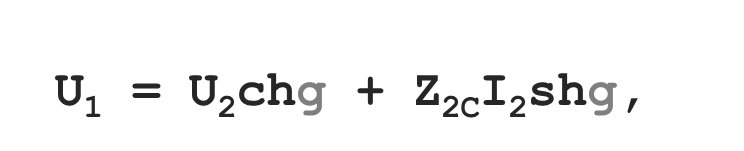 U₁ = U₂chg + Z₂CI₂shg,